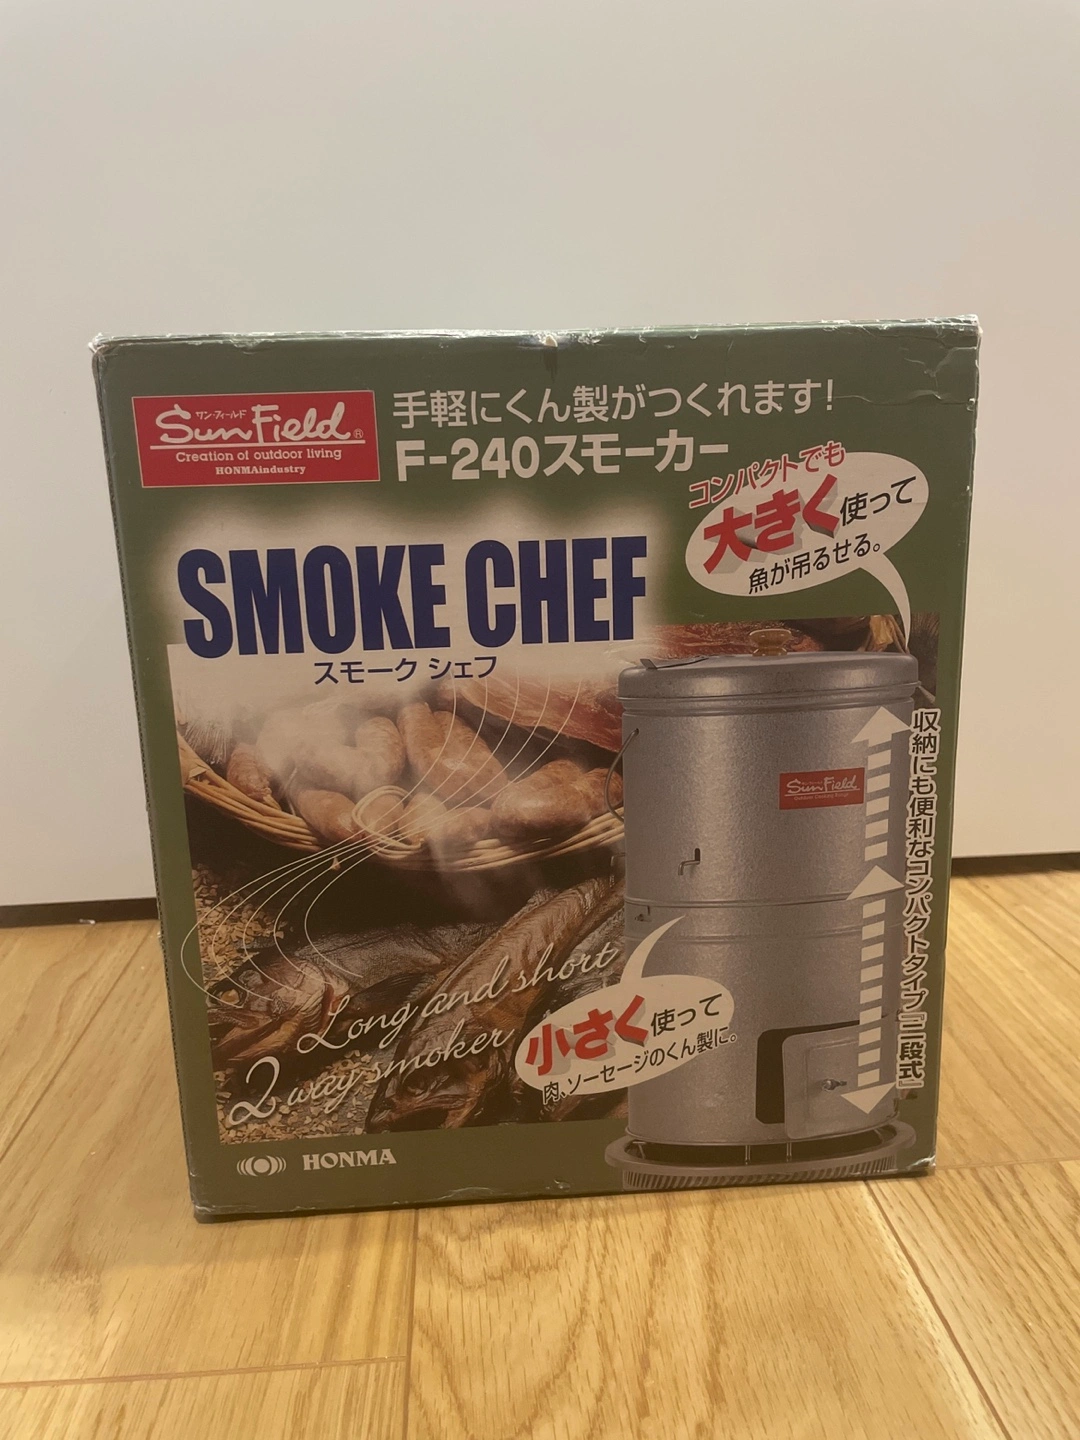 サン・フィールド
Sun Field®
Creation of outdoor living
HONMAindustry
手軽にくん製がつくれます!
F-240スモーカー
コンパクトでも
大きく使って
魚が吊るせる。
SMOKE CHEF
スモーク シェフ
Sun Field
収納にも便利なコンパクトタイプ「二段式」
Long and short
2 way smoker
小さく使って
肉、ソーセージのくん製に。
HONMA